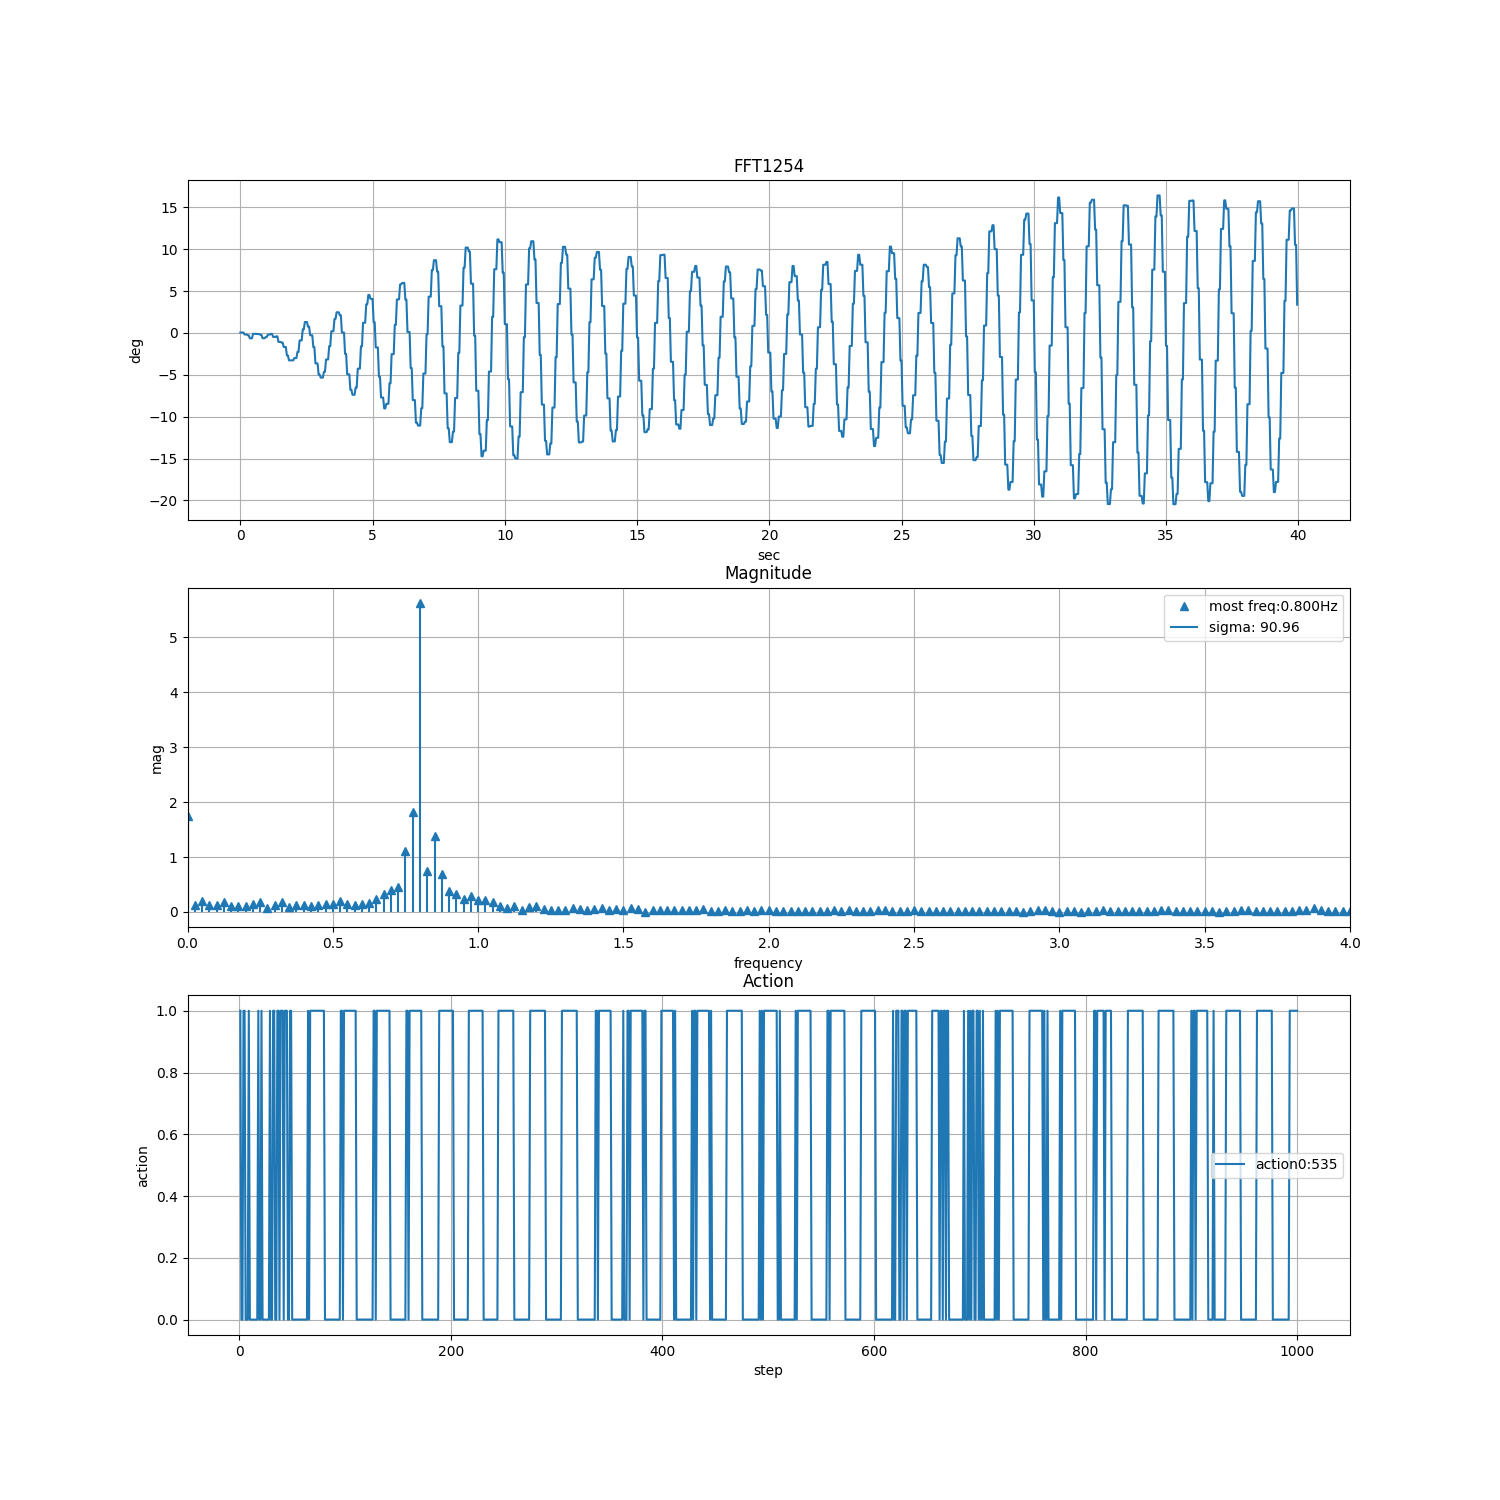 FFT1254
deg
15
10
5
0
−5
−10
−15
−20
0 5 10 15 20 25 30 35 40
sec
Magnitude
mag
5
4
3
2
1
0
most freq:0.800Hz
sigma: 90.96
0.0 0.5 1.0 1.5 2.0 2.5 3.0 3.5 4.0
frequency
Action
action
1.0
0.8
0.6
0.4
0.2
0.0
action0:535
0 200 400 600 800 1000
step